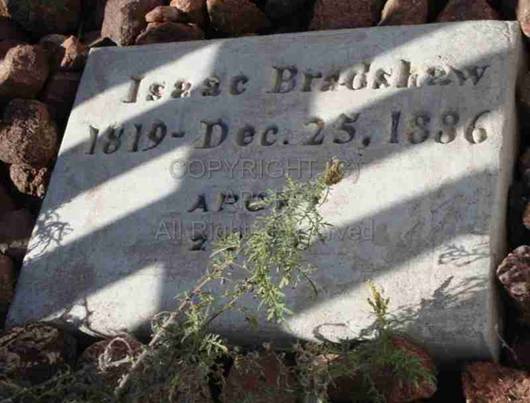 Isaac Bradshaw
1819- Dec. 25, 1886
COPYRIGHT (C)
All Rights Reserved